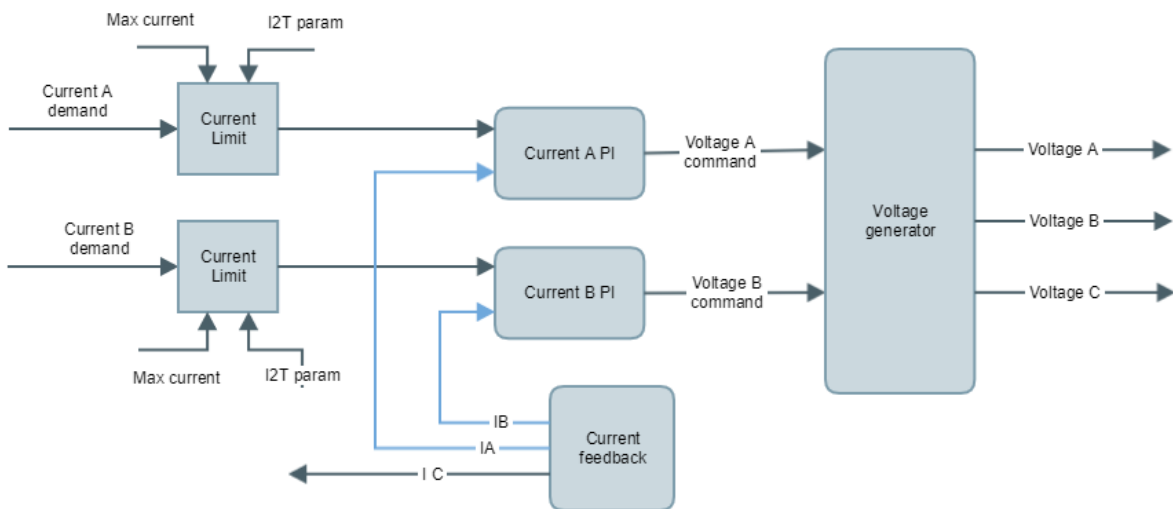 Max current
I2T param
Current A
demand
Current
Limit
Current A PI
Voltage A
command
Voltage A
Current B
demand
Current
Limit
Current B PI
Voltage B
command
Voltage
generator
Voltage B
Voltage C
Max current
I2T param
IB
IA
I C
Current
feedback